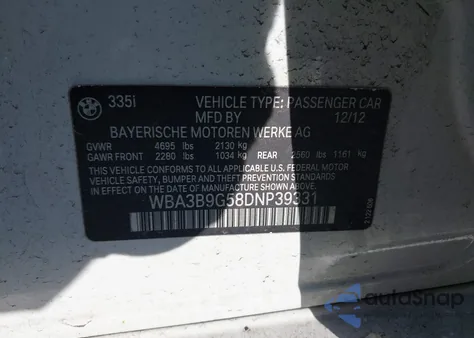 335i VEHICLE TYPE: PASSENGER CAR
MFD BY 12/12
BAYERISCHE MOTOREN WERKE AG
GVWR 4695 lbs 2130 kg
GAWR FRONT 2280 lbs 1034 kg REAR 2560 lbs 1161 kg
THIS VEHICLE CONFORMS TO ALL APPLICABLE U.S. FEDERAL MOTOR
VEHICLE SAFETY, BUMPER, AND THEFT PREVENTION STANDARDS
IN EFFECT ON THE DATE OF MANUFACTURE SHOWN ABOVE.
WBA3B9G58DNP39331
autoSnap